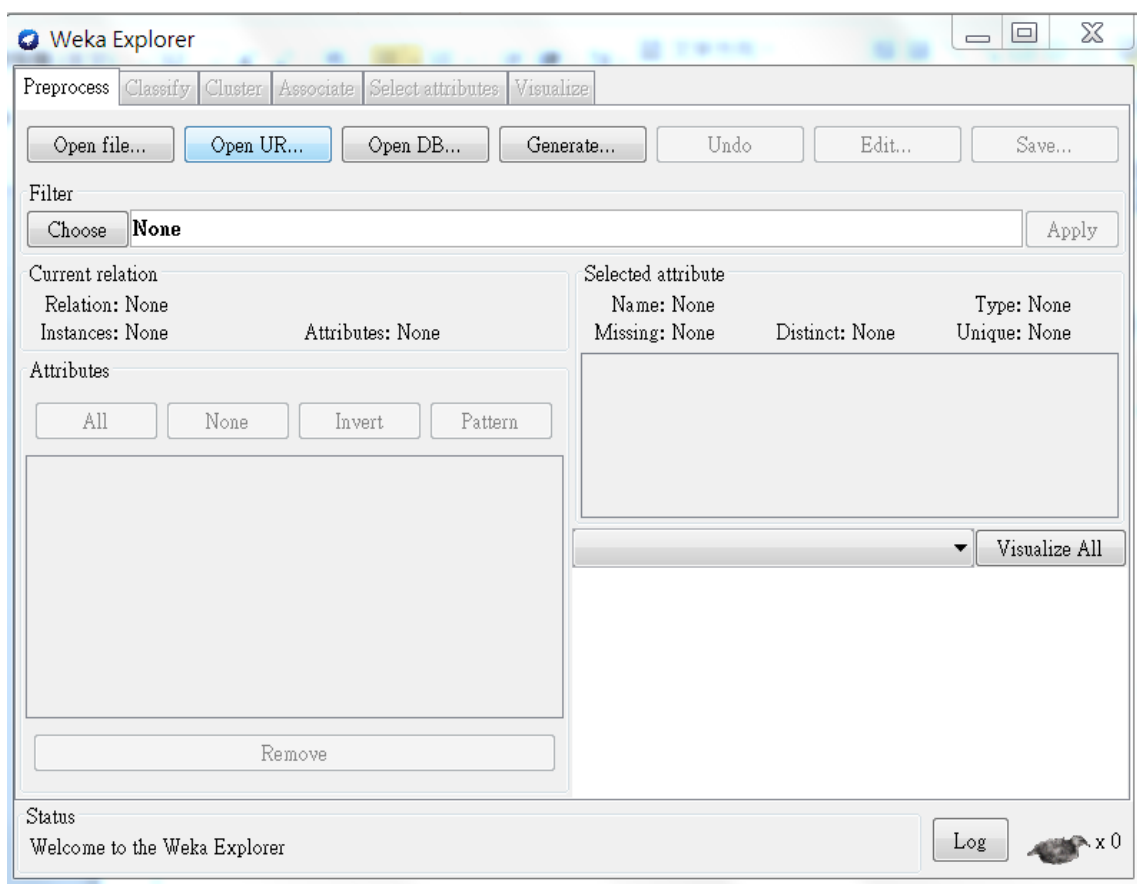 Weka Explorer
Preprocess Classify Cluster Associate Select attributes Visualize
Open file... Open UR... Open DB... Generate... Undo Edit... Save...
Filter
Choose None Apply
Current relation
Relation: None
Instances: None Attributes: None
Selected attribute
Name: None Type: None
Missing: None Distinct: None Unique: None
Attributes
All None Invert Pattern
Visualize All
Remove
Status
Welcome to the Weka Explorer
Log x 0